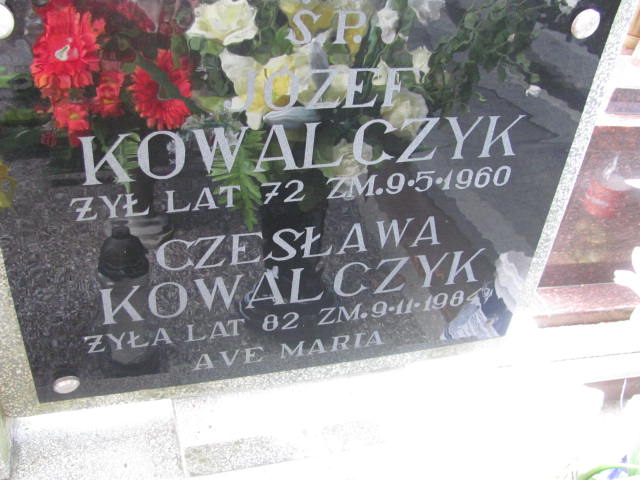 Ś.P.
JÓZEF
KOWALCZYK
ŻYŁ LAT 72 ZM. 9·5·1960
CZESŁAWA
KOWALCZYK
ŻYŁA LAT 82 ZM. 9·11·1984
AVE MARIA